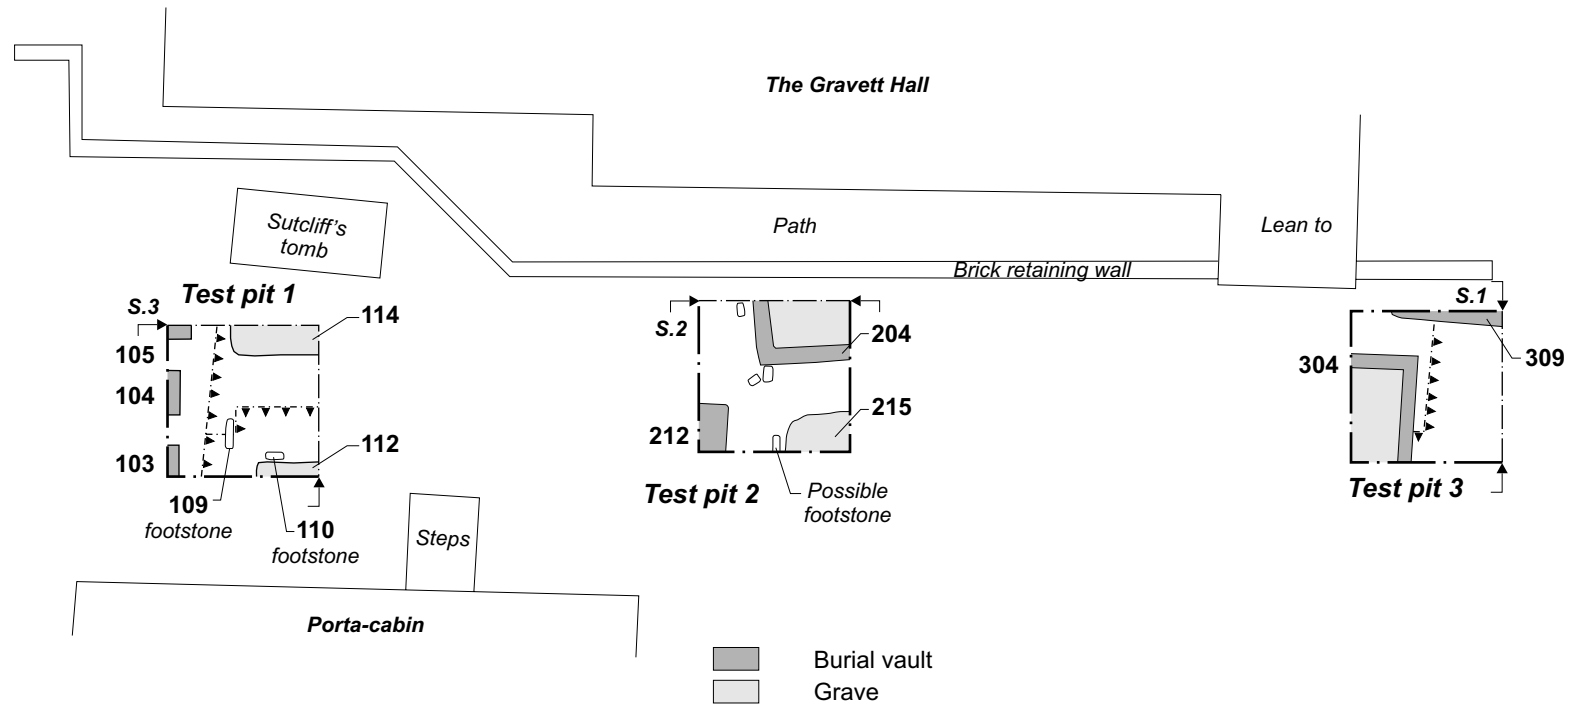 The Gravett Hall
Sutcliff's
tomb
Path
Lean to
Brick retaining wall
Test pit 1
S.3
114
105
104
103
112
109
footstone
110
footstone
S.2
204
215
212
Test pit 2
Possible
footstone
S.1
309
304
Test pit 3
Steps
Porta-cabin
Burial vault
Grave